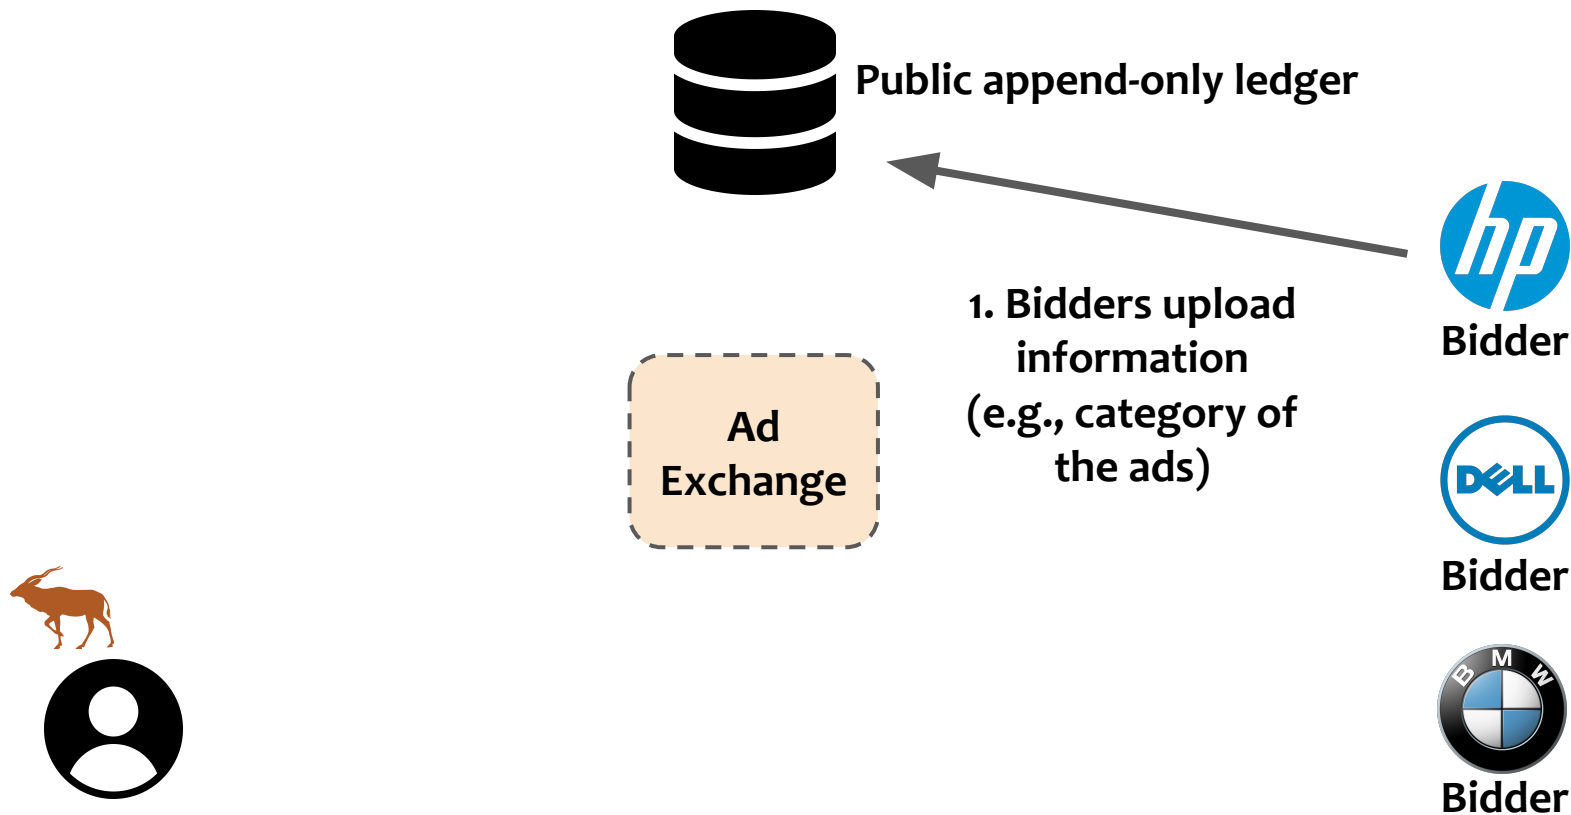 Public append-only ledger
hp
Bidder
1. Bidders upload
information
(e.g., category of
the ads)
Ad
Exchange
DELL
Bidder
BMW
Bidder